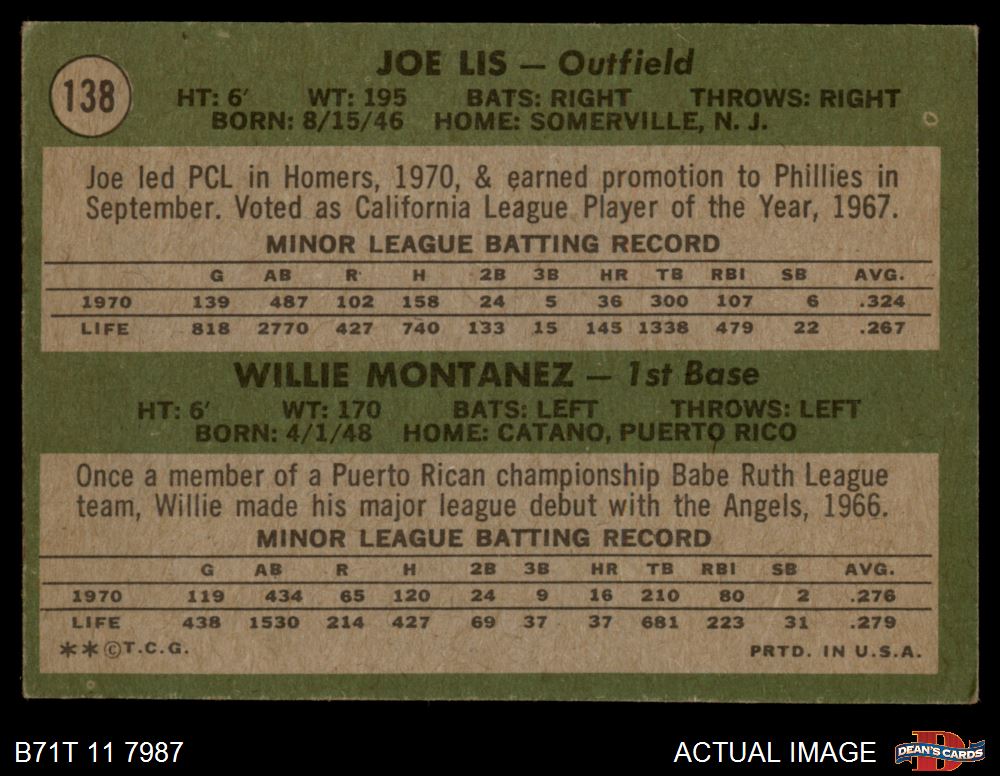 138
JOE LIS — Outfield
HT: 6' WT: 195 BATS: RIGHT THROWS: RIGHT
BORN: 8/15/46 HOME: SOMERVILLE, N. J.
Joe led PCL in Homers, 1970, & earned promotion to Phillies in
September. Voted as California League Player of the Year, 1967.
MINOR LEAGUE BATTING RECORD
G AB R H 2B 3B HR TB RBI SB AVG.
1970 139 487 102 158 24 5 36 300 107 6 .324
LIFE 818 2770 427 740 133 15 145 1338 479 22 .267
WILLIE MONTANEZ — 1st Base
HT: 6' WT: 170 BATS: LEFT THROWS: LEFT
BORN: 4/1/48 HOME: CATANO, PUERTO RICO
Once a member of a Puerto Rican championship Babe Ruth League
team, Willie made his major league debut with the Angels, 1966.
MINOR LEAGUE BATTING RECORD
G AB R H 2B 3B HR TB RBI SB AVG.
1970 119 434 65 120 24 9 16 210 80 2 .276
LIFE 438 1530 214 427 69 37 37 681 223 31 .279
**©T.C.G. PRTD. IN U.S.A.
B71T 11 7987 ACTUAL IMAGE DEAN'S CARDS